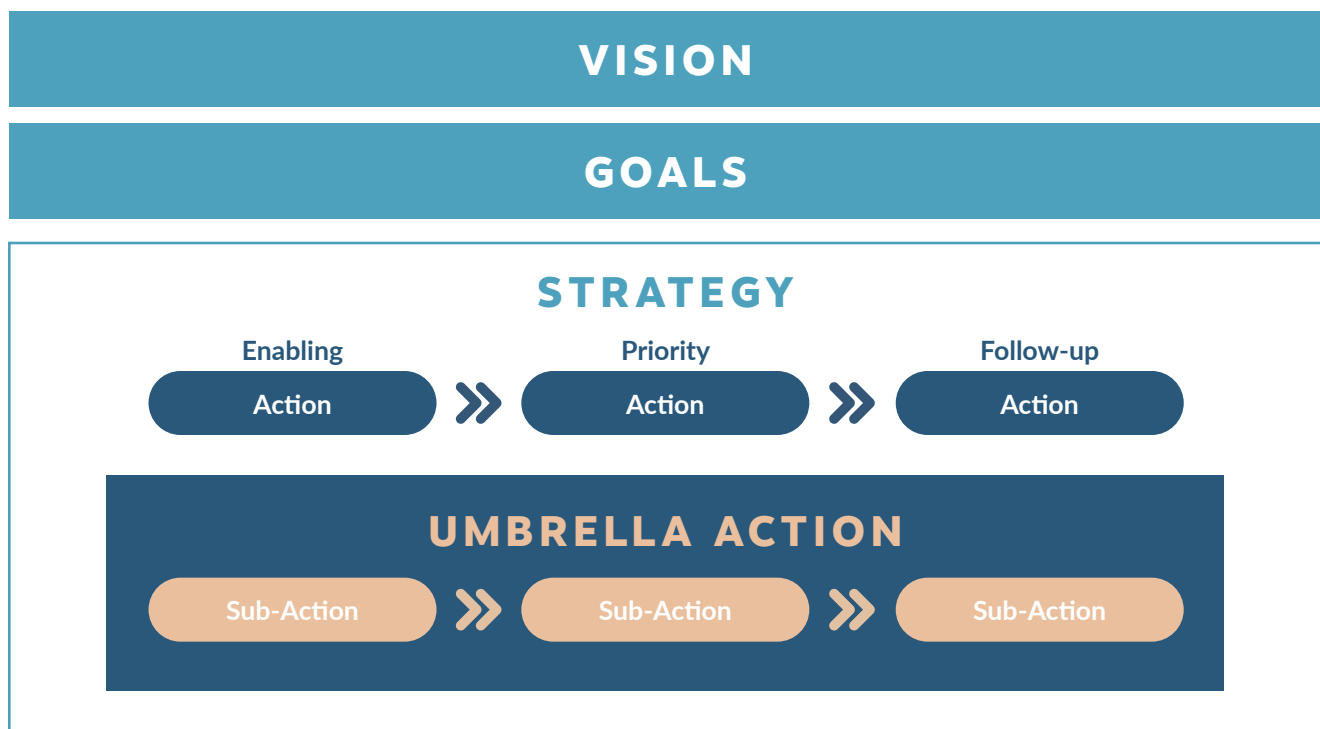 VISION
GOALS
STRATEGY
Enabling Priority Follow-up
Action Action Action
UMBRELLA ACTION
Sub-Action Sub-Action Sub-Action